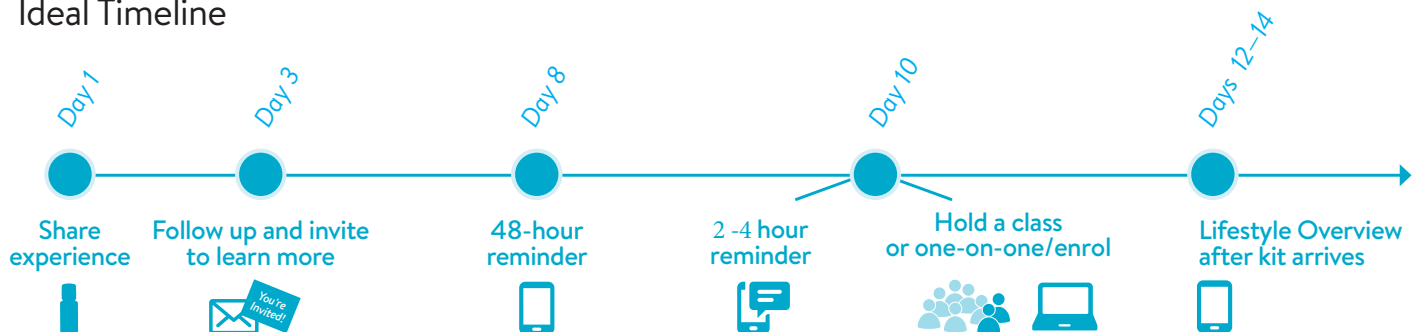 Ideal Timeline
Day 1
Day 3
Day 8
Day 10
Days 12–14
Share
experience
Follow up and invite
to learn more
48-hour
reminder
2 -4 hour
reminder
Hold a class
or one-on-one/enrol
Lifestyle Overview
after kit arrives
You're
Invited!